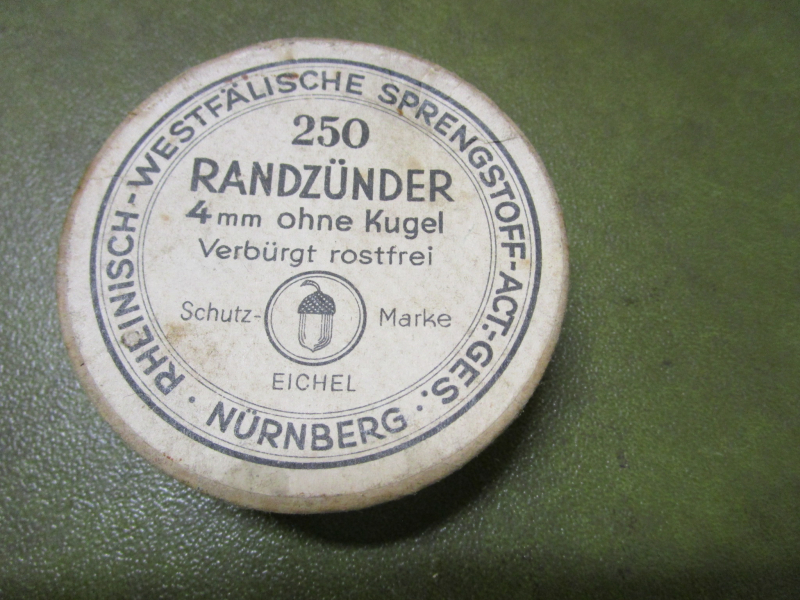 RHEINISCH-WESTFÄLISCHE SPRENGSTOFF-ACT.-GES.
250
RANDZÜNDER
4 mm ohne Kugel
Verbürgt rostfrei
Schutz- Marke
EICHEL
· NÜRNBERG ·